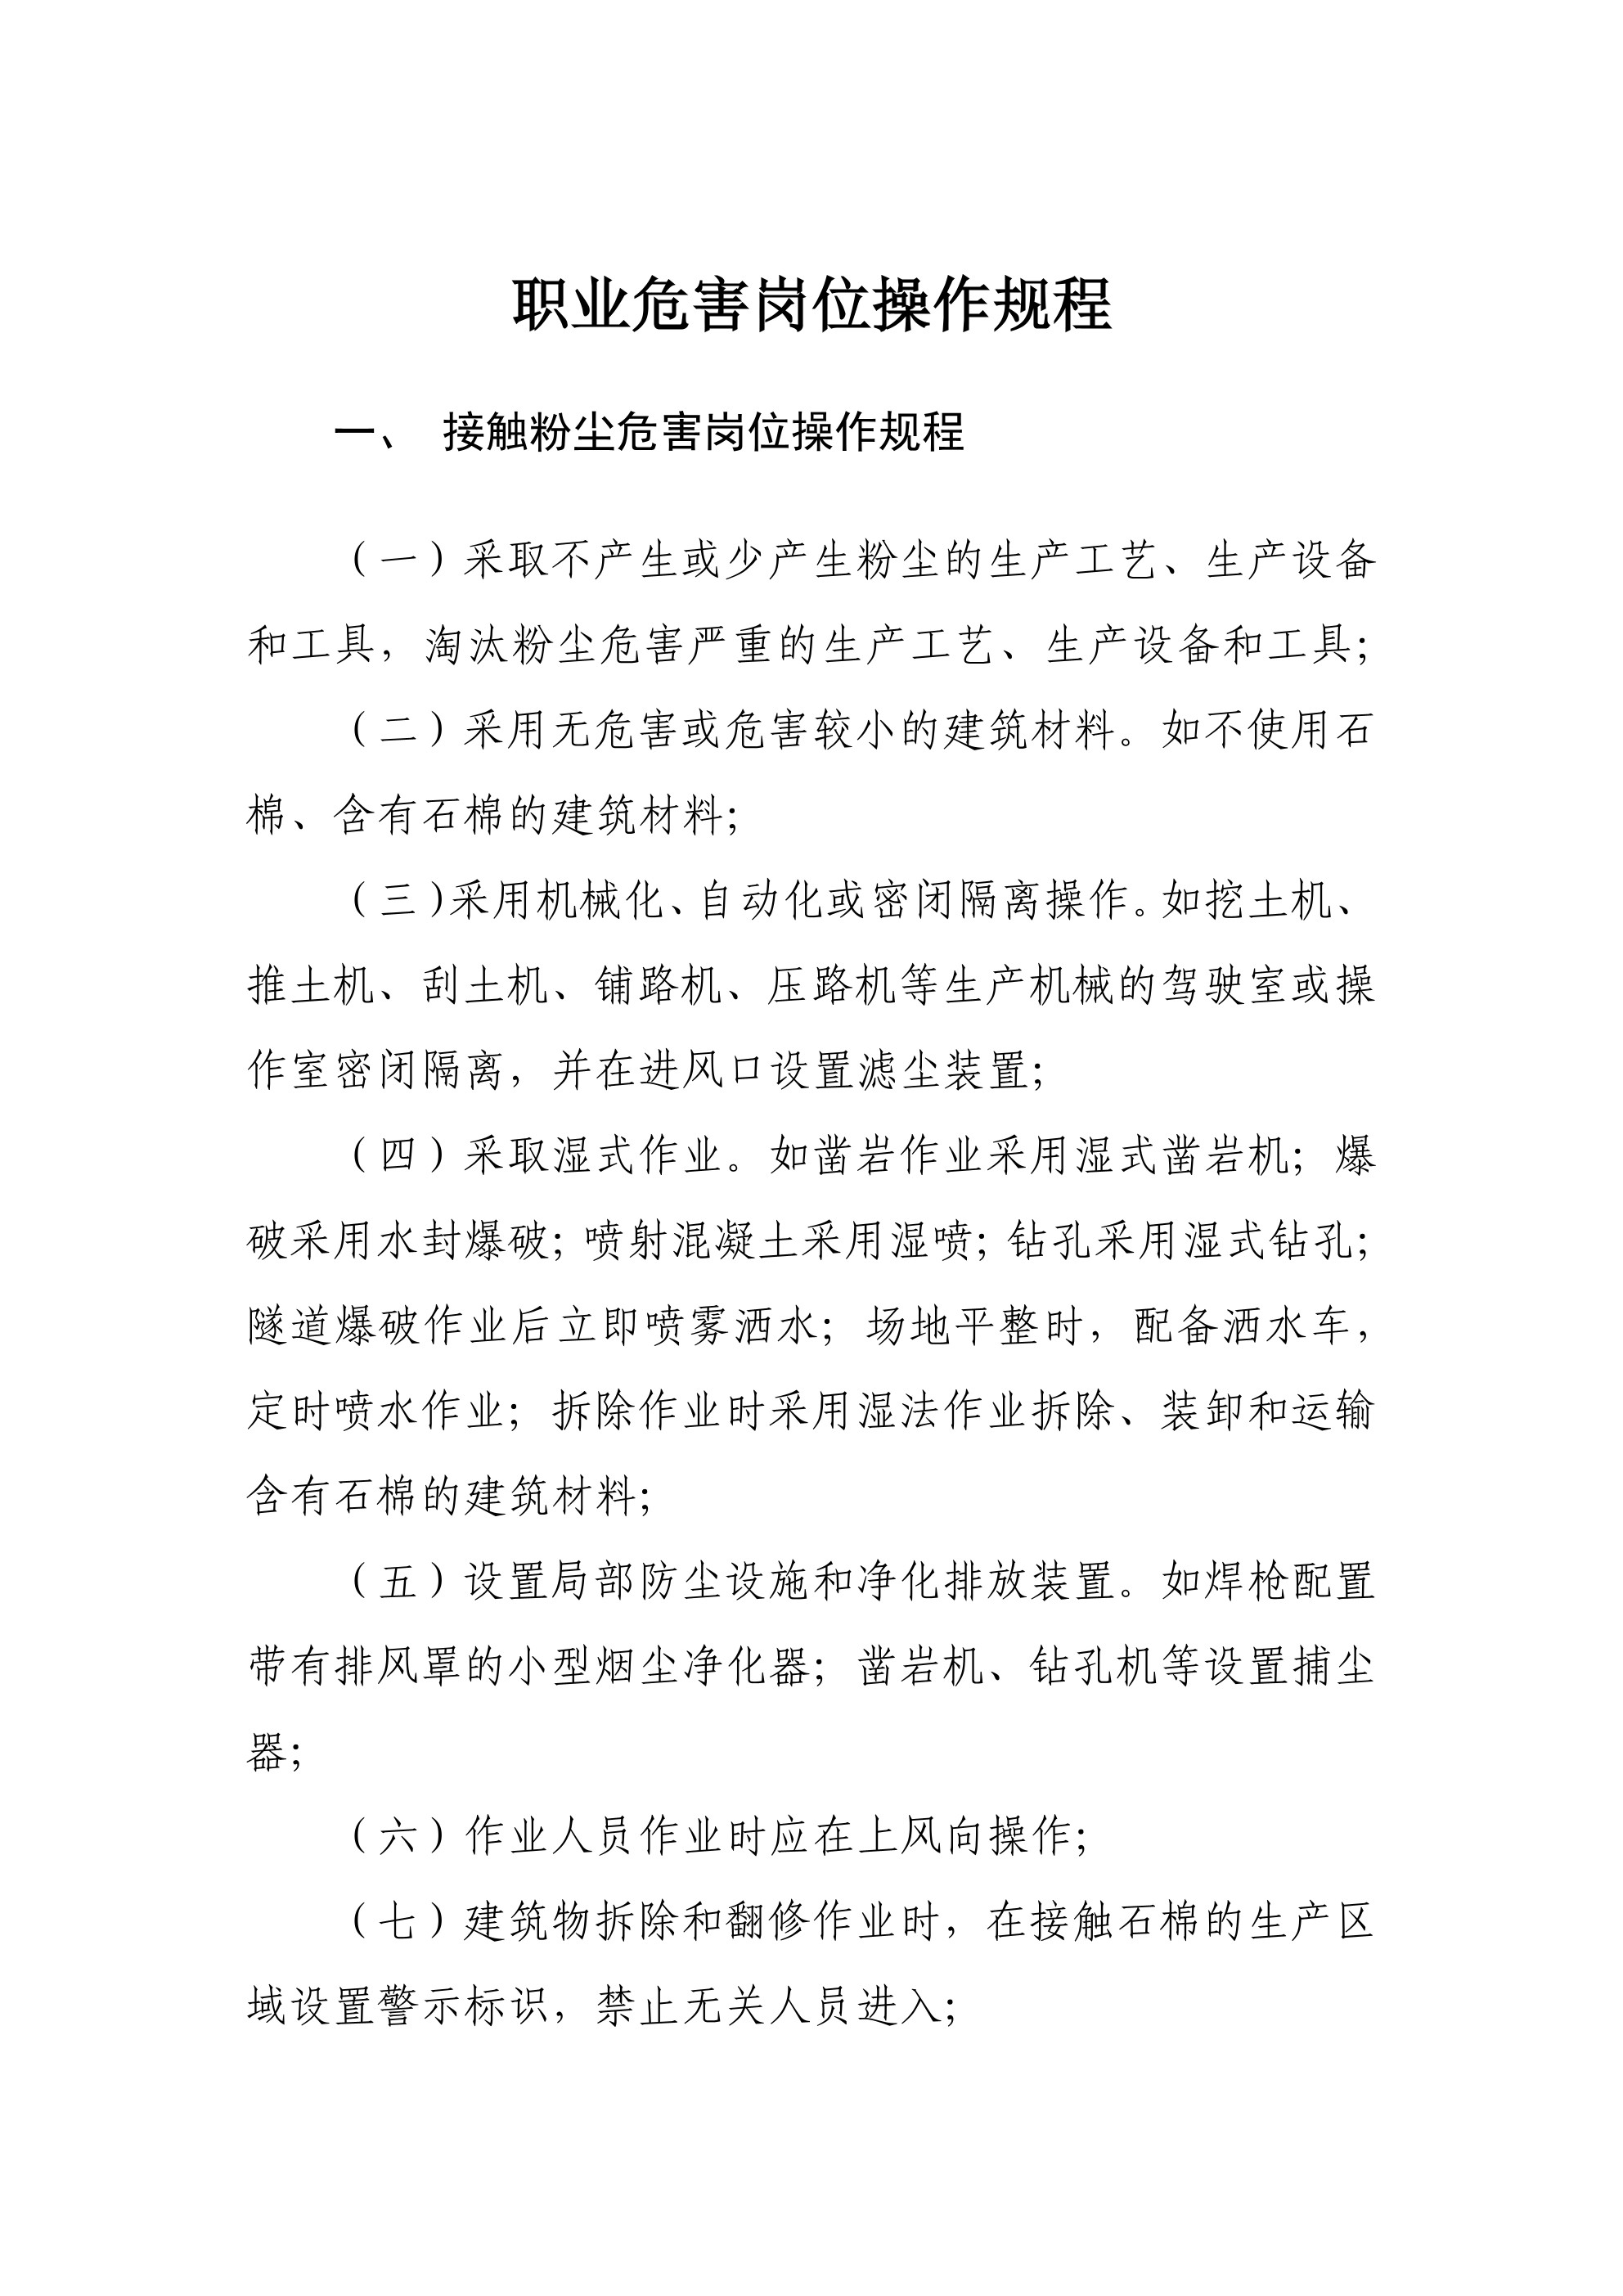 职业危害岗位操作规程
一、 接触粉尘危害岗位操作规程
（一）采取不产生或少产生粉尘的生产工艺、生产设备
和工具，淘汰粉尘危害严重的生产工艺、生产设备和工具；
（二）采用无危害或危害较小的建筑材料。如不使用石
棉、含有石棉的建筑材料；
（三）采用机械化、自动化或密闭隔离操作。如挖土机、
推土机、刮土机、铺路机、压路机等生产机械的驾驶室或操
作室密闭隔离，并在进风口设置滤尘装置；
（四）采取湿式作业。如凿岩作业采用湿式凿岩机；爆
破采用水封爆破；喷射混凝土采用湿喷；钻孔采用湿式钻孔；
隧道爆破作业后立即喷雾洒水；场地平整时，配备洒水车，
定时喷水作业；拆除作业时采用湿法作业拆除、装卸和运输
含有石棉的建筑材料；
（五）设置局部防尘设施和净化排放装置。如焊枪配置
带有排风罩的小型烟尘净化器；凿岩机、钻孔机等设置捕尘
器；
（六）作业人员作业时应在上风向操作；
（七）建筑物拆除和翻修作业时，在接触石棉的生产区
域设置警示标识，禁止无关人员进入；